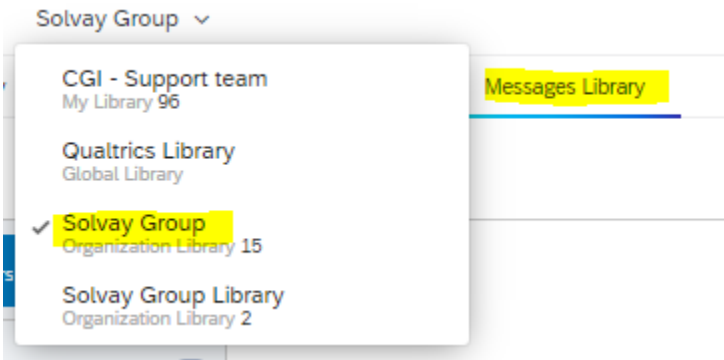 Solvay Group
CGI - Support team
My Library 96
Messages Library
Qualtrics Library
Global Library
Solvay Group
Organization Library 15
Solvay Group Library
Organization Library 2